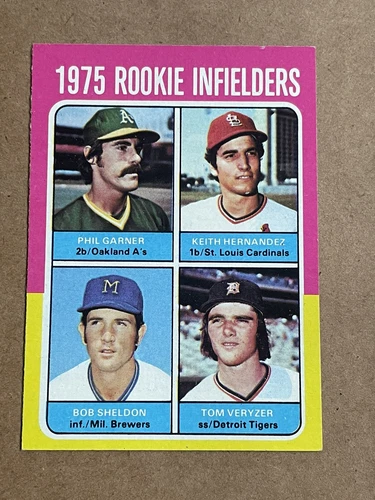 1975 ROOKIE INFIELDERS
A's
StL
PHIL GARNER
2b/Oakland A's
KEITH HERNANDEZ
1b/St. Louis Cardinals
M
D
BOB SHELDON
inf./Mil. Brewers
TOM VERYZER
ss/Detroit Tigers